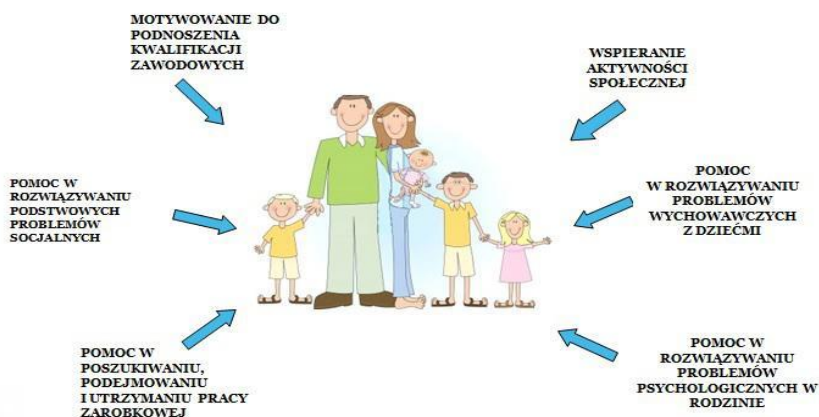 MOTYWOWANIE DO
PODNOSZENIA
KWALIFIKACJI
ZAWODOWYCH
WSPIERANIE
AKTYWNOŚCI
SPOŁECZNEJ
POMOC W
ROZWIĄZYWANIU
PODSTWOWYCH
PROBLEMÓW
SOCJALNYCH
POMOC
W ROZWIĄZYWANIU
PROBLEMÓW
WYCHOWAWCZYCH
Z DZIEĆMI
POMOC W
POSZUKIWANIU,
PODEJMOWANIU
I UTRZYMANIU PRACY
ZAROBKOWEJ
POMOC W
ROZWIĄZYWANIU
PROBLEMÓW
PSYCHOLOGICZNYCH W
RODZINIE